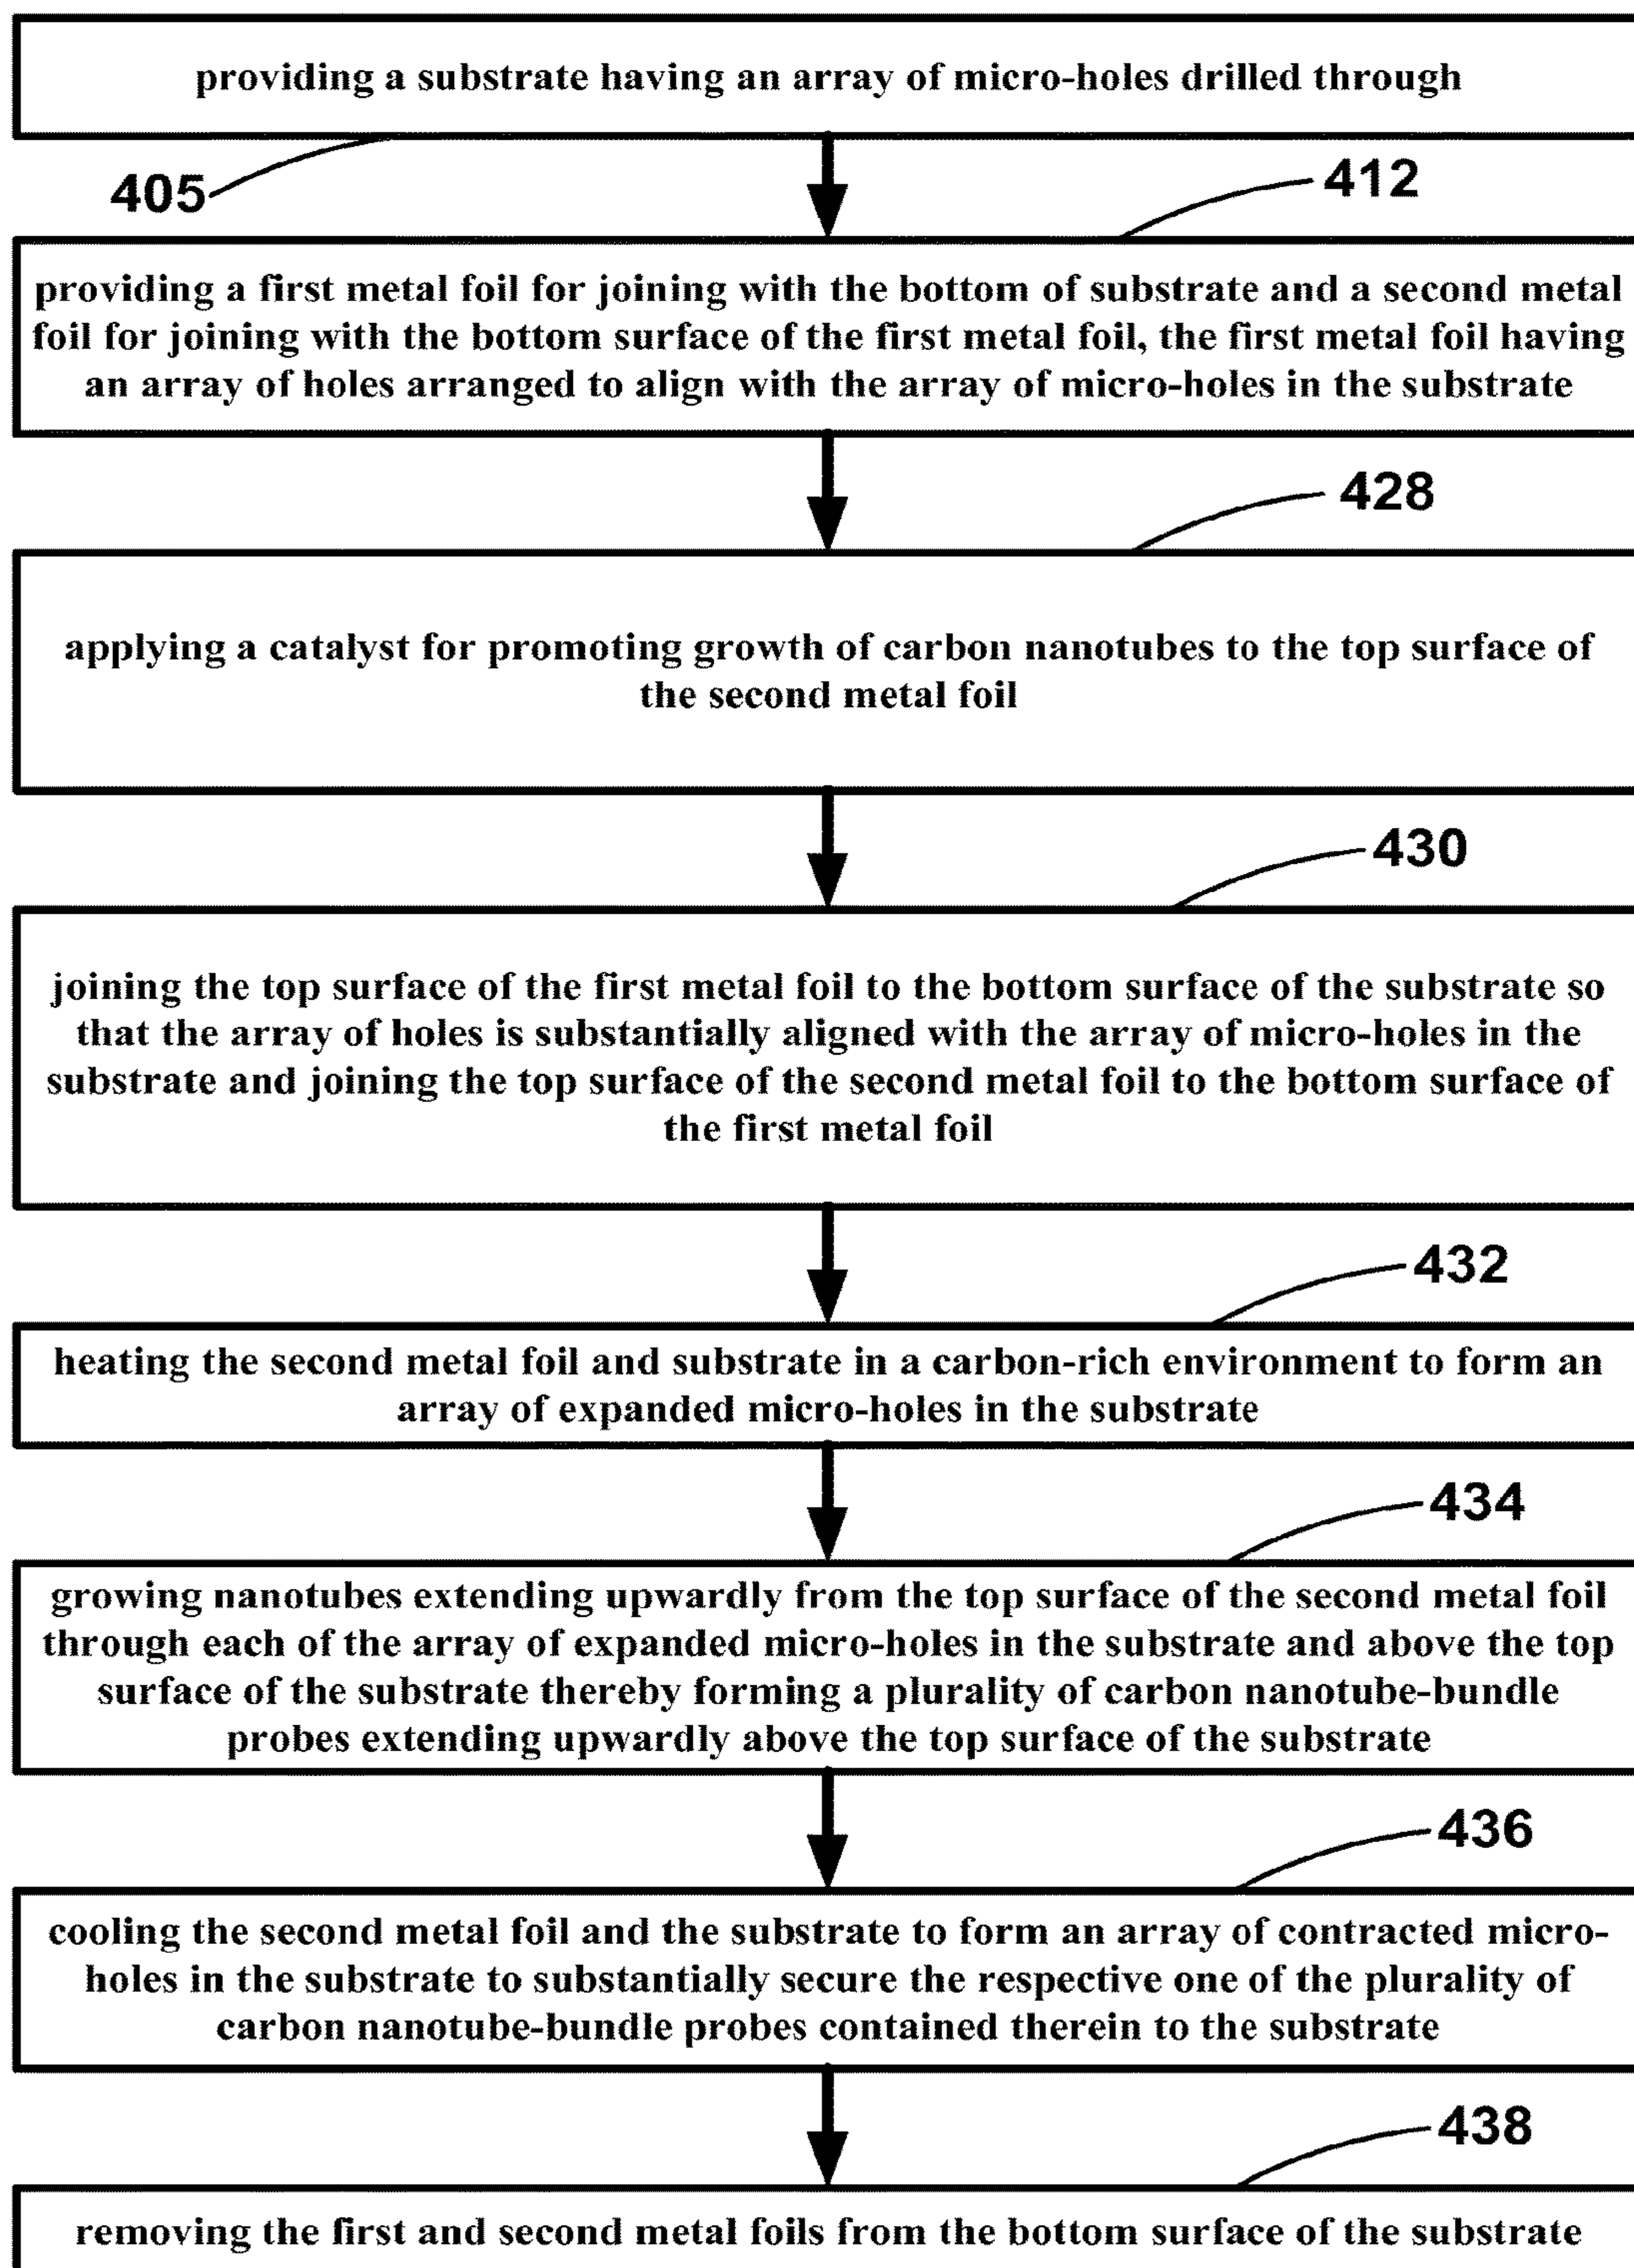 providing a substrate having an array of micro-holes drilled through
405
412
providing a first metal foil for joining with the bottom of substrate and a second metal
foil for joining with the bottom surface of the first metal foil, the first metal foil having
an array of holes arranged to align with the array of micro-holes in the substrate
428
applying a catalyst for promoting growth of carbon nanotubes to the top surface of
the second metal foil
430
joining the top surface of the first metal foil to the bottom surface of the substrate so
that the array of holes is substantially aligned with the array of micro-holes in the
substrate and joining the top surface of the second metal foil to the bottom surface of
the first metal foil
432
heating the second metal foil and substrate in a carbon-rich environment to form an
array of expanded micro-holes in the substrate
434
growing nanotubes extending upwardly from the top surface of the second metal foil
through each of the array of expanded micro-holes in the substrate and above the top
surface of the substrate thereby forming a plurality of carbon nanotube-bundle
probes extending upwardly above the top surface of the substrate
436
cooling the second metal foil and the substrate to form an array of contracted micro-
holes in the substrate to substantially secure the respective one of the plurality of
carbon nanotube-bundle probes contained therein to the substrate
438
removing the first and second metal foils from the bottom surface of the substrate